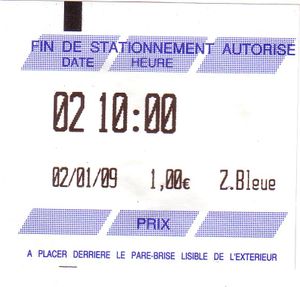 FIN DE STATIONNEMENT AUTORISE
DATE HEURE
02 10:00
02/01/09 1,00€ Z.Bleue
PRIX
A PLACER DERRIERE LE PARE-BRISE LISIBLE DE L'EXTERIEUR